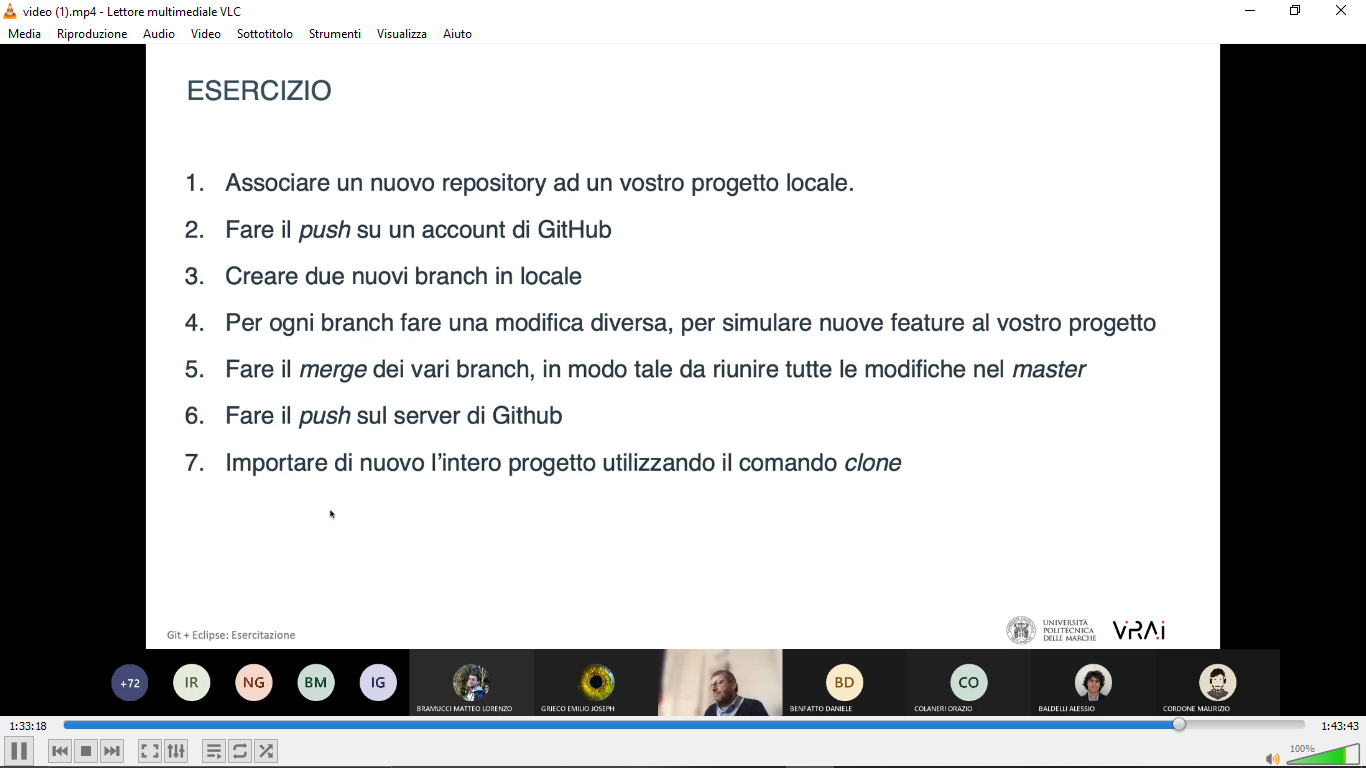 video (1).mp4 - Lettore multimediale VLC
Media Riproduzione Audio Video Sottotitolo Strumenti Visualizza Aiuto
ESERCIZIO
1. Associare un nuovo repository ad un vostro progetto locale.
2. Fare il push su un account di GitHub
3. Creare due nuovi branch in locale
4. Per ogni branch fare una modifica diversa, per simulare nuove feature al vostro progetto
5. Fare il merge dei vari branch, in modo tale da riunire tutte le modifiche nel master
6. Fare il push sul server di Github
7. Importare di nuovo l'intero progetto utilizzando il comando clone
Git + Eclipse: Esercitazione
UNIVERSITÀ
POLITECNICA
DELLE MARCHE
VRAI
+72 IR NG BM IG BD CO
BRAMUCCI MATTEO LORENZO GRIECO EMILIO JOSEPH BENFATTO DANIELE COLANERI ORAZIO BALDELLI ALESSIO CORDONE MAURIZIO
1:33:18 1:43:43
100%